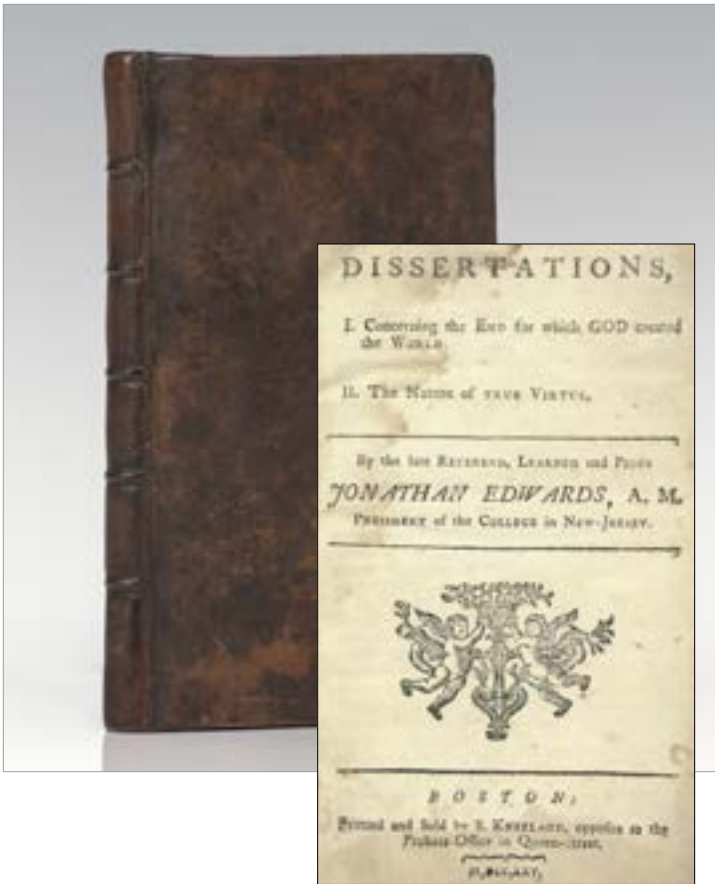 DISSERTATIONS,
I. Concerning the END for which GOD created
the WORLD.
II. The Nature of TRUE VIRTUE.
By the late REVEREND, LEARNED and PIOUS
JONATHAN EDWARDS, A. M.
PRESIDENT of the COLLEGE in NEW-JERSEY.
BOSTON:
Printed and Sold by S. KNEELAND, opposite to the
Probate-Office in Queen-street,
M,DCC,LXV,